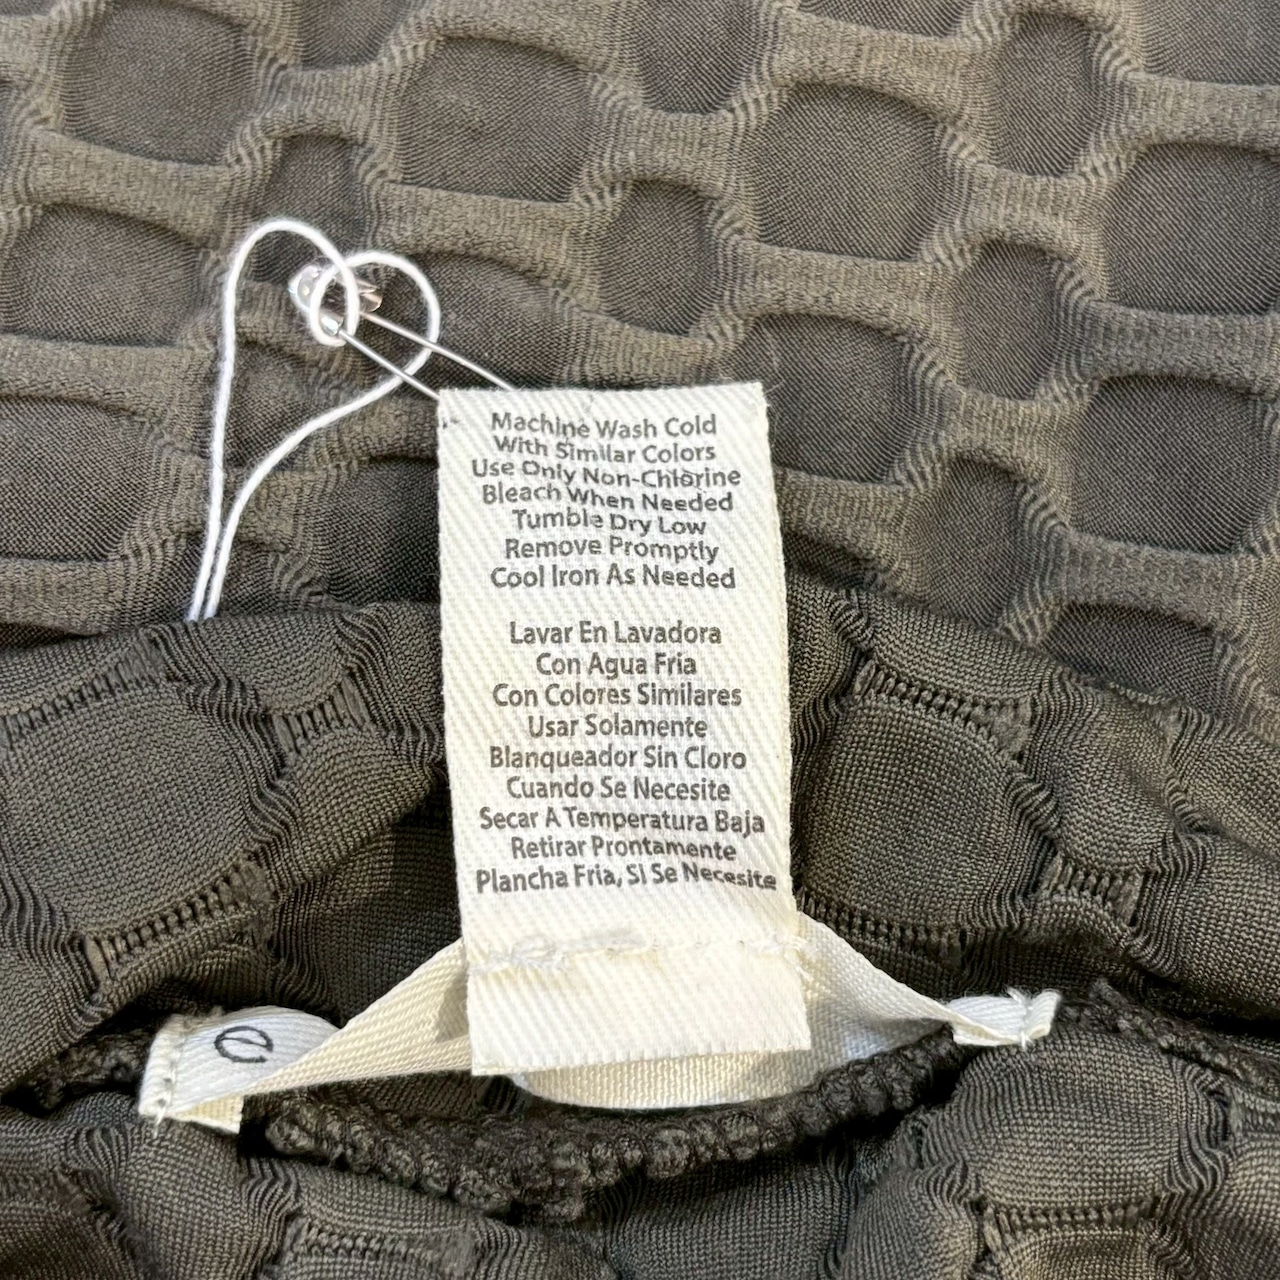 Machine Wash Cold
With Similar Colors
Use Only Non-Chlorine
Bleach When Needed
Tumble Dry Low
Remove Promptly
Cool Iron As Needed
Lavar En Lavadora
Con Agua Fria
Con Colores Similares
Usar Solamente
Blanqueador Sin Cloro
Cuando Se Necesite
Secar A Temperatura Baja
Retirar Prontamente
Plancha Fria, Si Se Necesite